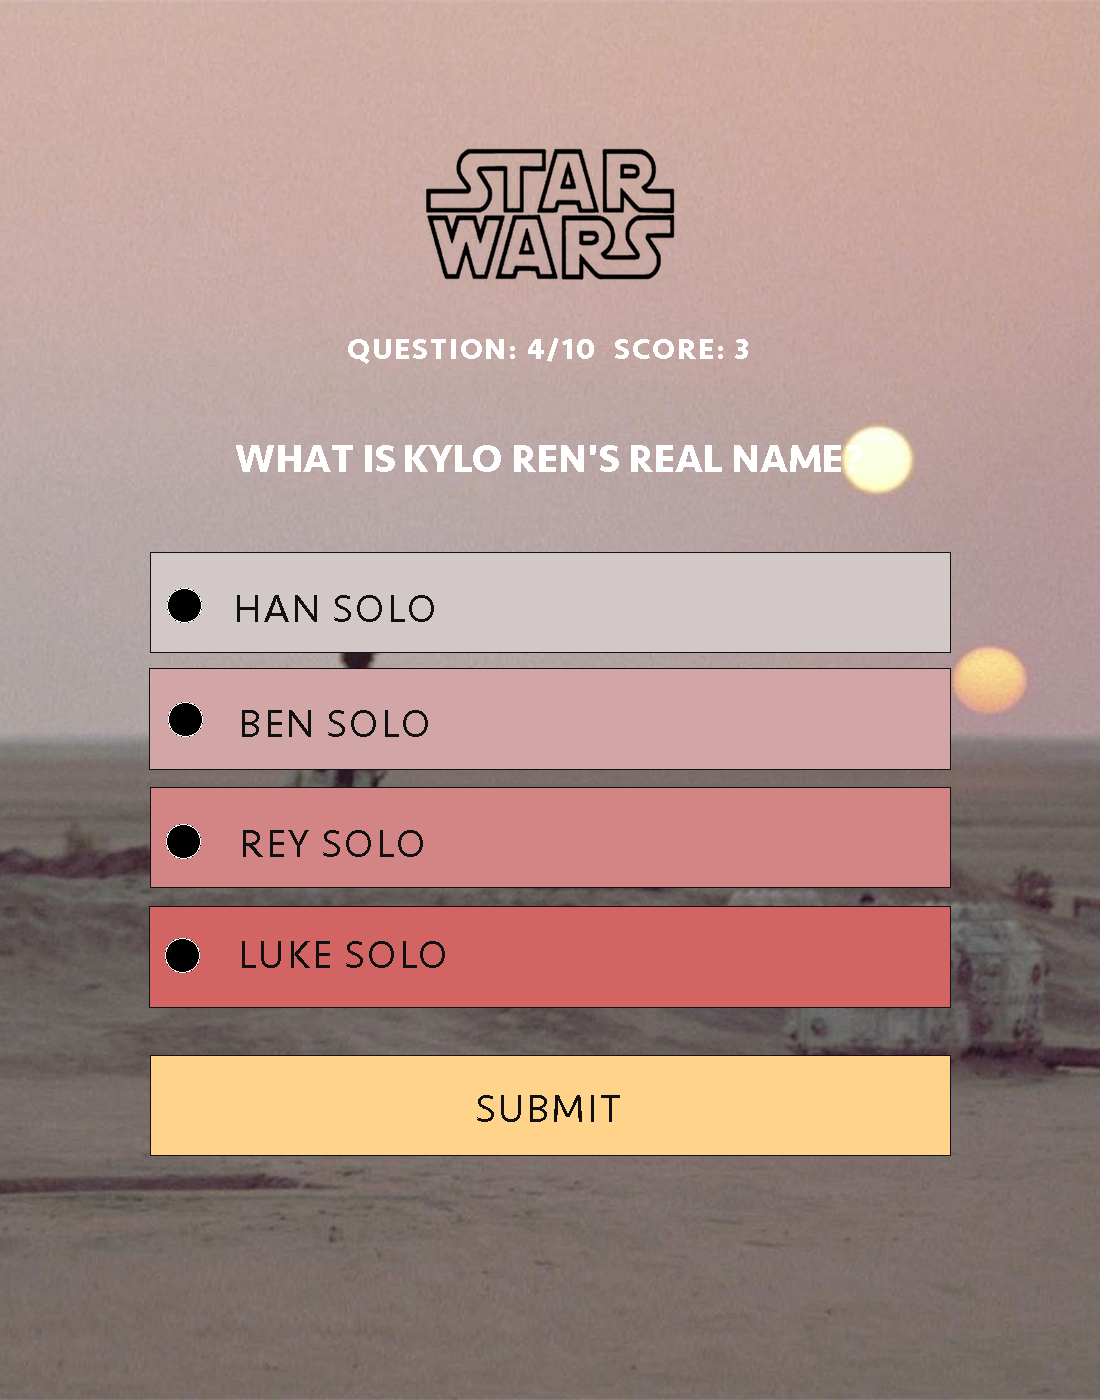 STAR
WARS
QUESTION: 4/10 SCORE: 3
WHAT IS KYLO REN'S REAL NAME?
HAN SOLO
BEN SOLO
REY SOLO
LUKE SOLO
SUBMIT